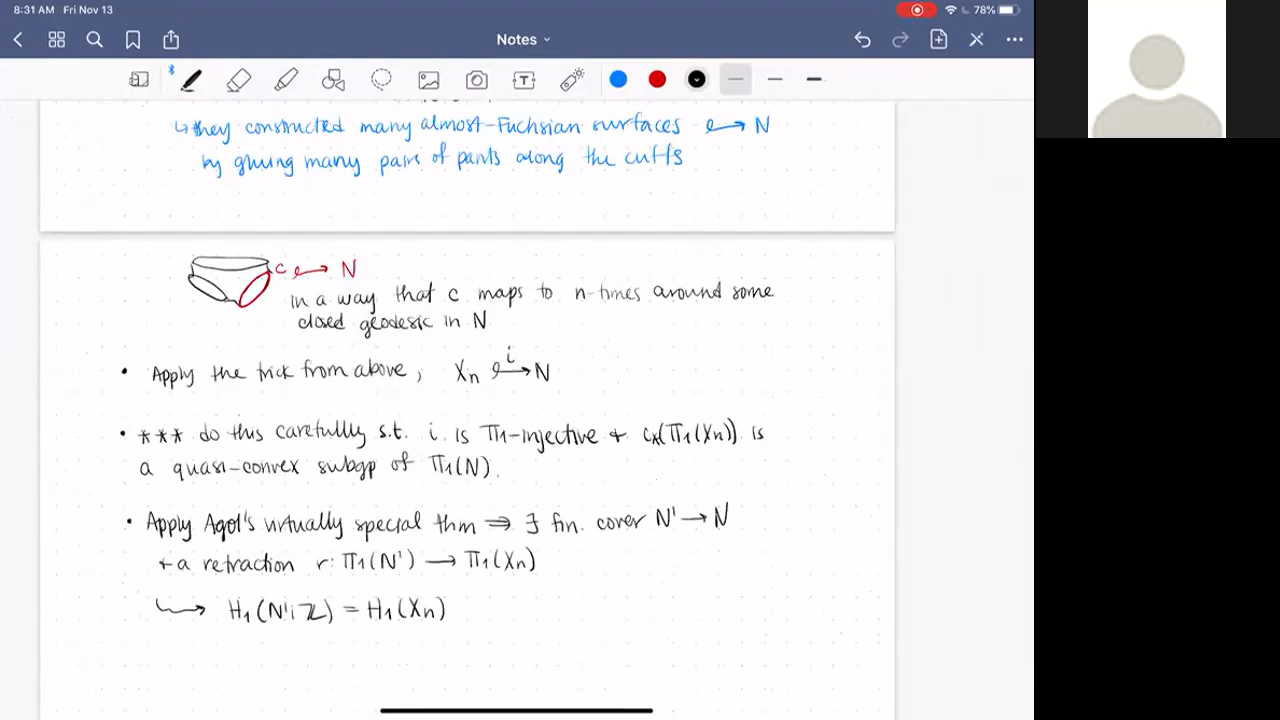 8:31 AM Fri Nov 13
78%
Notes
↳ they constructed many almost-Fuchsian surfaces ↪ N
by gluing many pairs of pants along the cuffs
c ↪ N
in a way that c maps to n-times around some
closed geodesic in N
• Apply the trick from above, Xn ↪ N
i
• *** do this carefully s.t. i is π1-injective + (π1(Xn)) is
a quasi-convex subgp of π1(N).
• Apply Agol's virtually special thm ⇒ ∃ fin. cover N' → N
+ a retraction r: π1(N') → π1(Xn)
↪ H1(N'; ℤ) = H1(Xn)